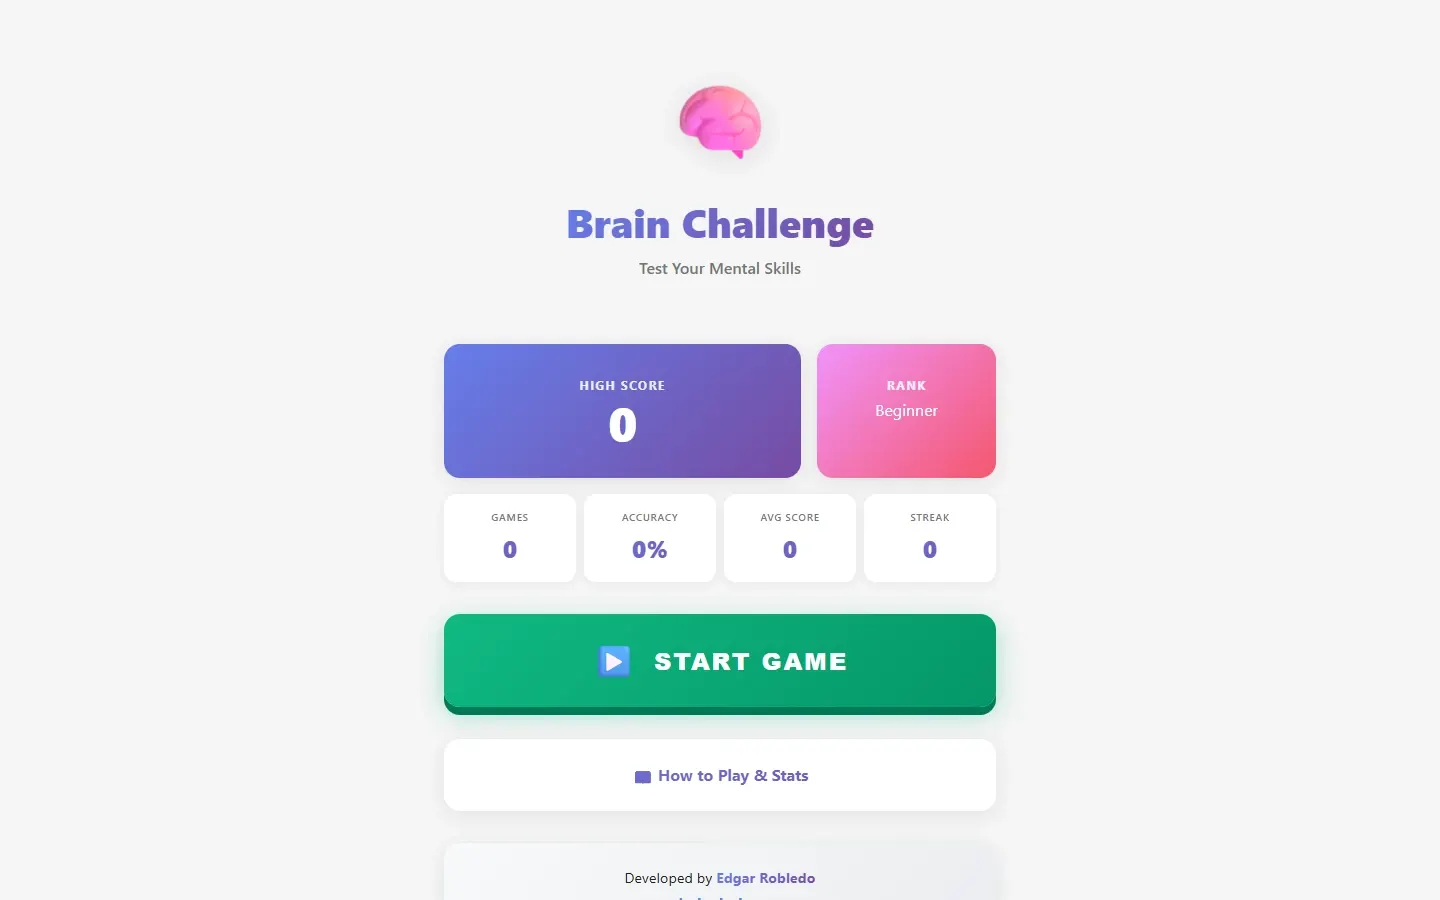 Brain Challenge
Test Your Mental Skills
HIGH SCORE
0
RANK
Beginner
GAMES
0
ACCURACY
0%
AVG SCORE
0
STREAK
0
START GAME
How to Play & Stats
Developed by Edgar Robledo